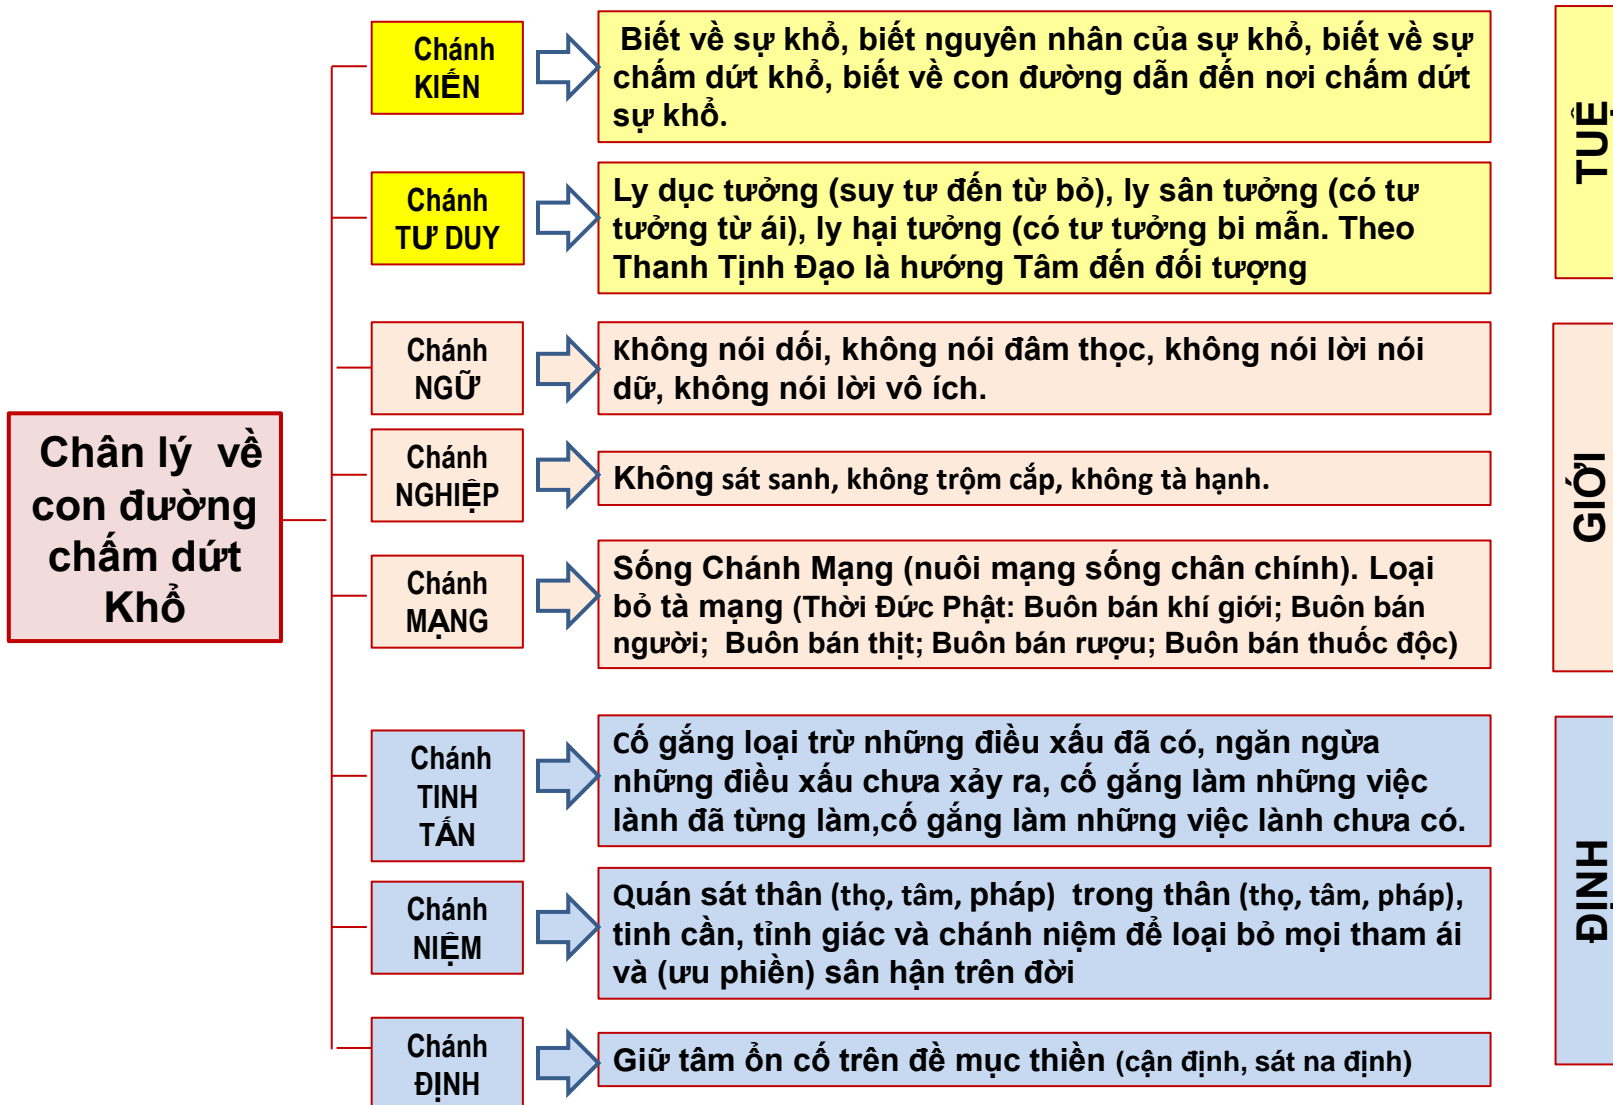 Chân lý về
con đường
chấm dứt
Khổ
Chánh
KIẾN
Biết về sự khổ, biết nguyên nhân của sự khổ, biết về sự
chấm dứt khổ, biết về con đường dẫn đến nơi chấm dứt
sự khổ.
Chánh
TƯ DUY
Ly dục tưởng (suy tư đến từ bỏ), ly sân tưởng (có tư
tưởng từ ái), ly hại tưởng (có tư tưởng bi mẫn. Theo
Thanh Tịnh Đạo là hướng Tâm đến đối tượng
TUỆ
Chánh
NGỮ
Không nói dối, không nói đâm thọc, không nói lời nói
dữ, không nói lời vô ích.
Chánh
NGHIỆP
Không sát sanh, không trộm cắp, không tà hạnh.
Chánh
MẠNG
Sống Chánh Mạng (nuôi mạng sống chân chính). Loại
bỏ tà mạng (Thời Đức Phật: Buôn bán khí giới; Buôn bán
người; Buôn bán thịt; Buôn bán rượu; Buôn bán thuốc độc)
GIỚI
Chánh
TINH
TẤN
Cố gắng loại trừ những điều xấu đã có, ngăn ngừa
những điều xấu chưa xảy ra, cố gắng làm những việc
lành đã từng làm,cố gắng làm những việc lành chưa có.
Chánh
NIỆM
Quán sát thân (thọ, tâm, pháp) trong thân (thọ, tâm, pháp),
tinh cần, tỉnh giác và chánh niệm để loại bỏ mọi tham ái
và (ưu phiền) sân hận trên đời
Chánh
ĐỊNH
Giữ tâm ổn cố trên đề mục thiền (cận định, sát na định)
ĐỊNH